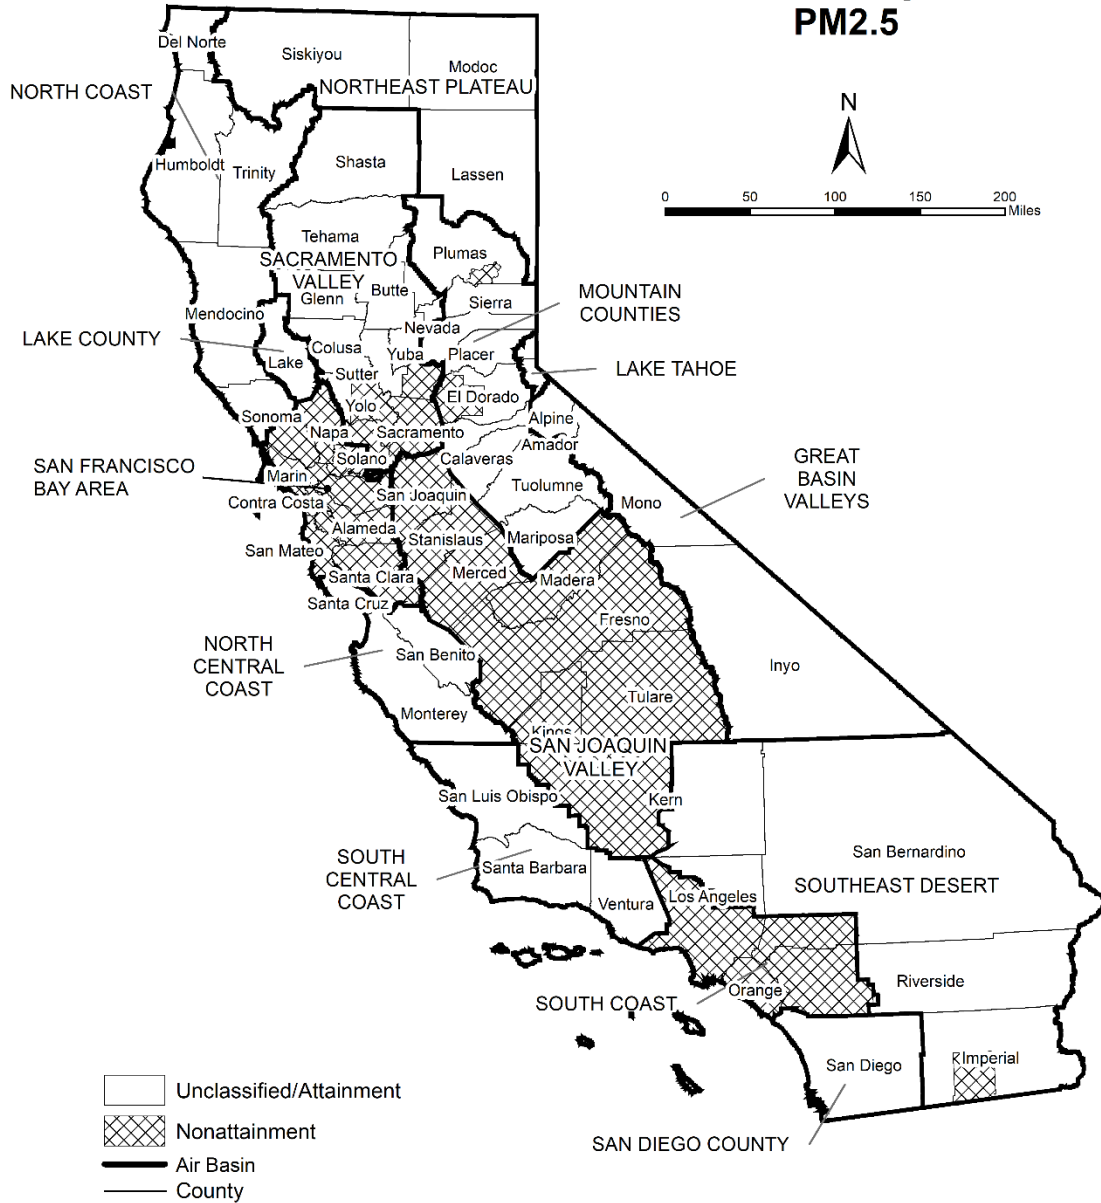 PM2.5
N
0 50 100 150 200
Miles
Del Norte
Siskiyou
Modoc
NORTHEAST PLATEAU
NORTH COAST
Humboldt
Trinity
Shasta
Lassen
Tehama
SACRAMENTO
VALLEY
Plumas
Butte
Glenn
Sierra
MOUNTAIN
COUNTIES
Mendocino
Nevada
LAKE COUNTY
Lake
Colusa
Yuba
Placer
LAKE TAHOE
Sutter
Yolo
El Dorado
Sonoma
Napa
Sacramento
Alpine
Amador
Solano
Calaveras
SAN FRANCISCO
BAY AREA
Marin
Contra Costa
San Joaquin
Tuolumne
Mono
GREAT
BASIN
VALLEYS
Alameda
Stanislaus
Mariposa
San Mateo
Santa Clara
Merced
Madera
Santa Cruz
Fresno
NORTH
CENTRAL
COAST
San Benito
Inyo
Monterey
Tulare
Kings
SAN JOAQUIN
VALLEY
San Luis Obispo
Kern
SOUTH
CENTRAL
COAST
Santa Barbara
Ventura
Los Angeles
San Bernardino
SOUTHEAST DESERT
SOUTH COAST
Orange
Riverside
San Diego
Imperial
SAN DIEGO COUNTY
Unclassified/Attainment
Nonattainment
Air Basin
County